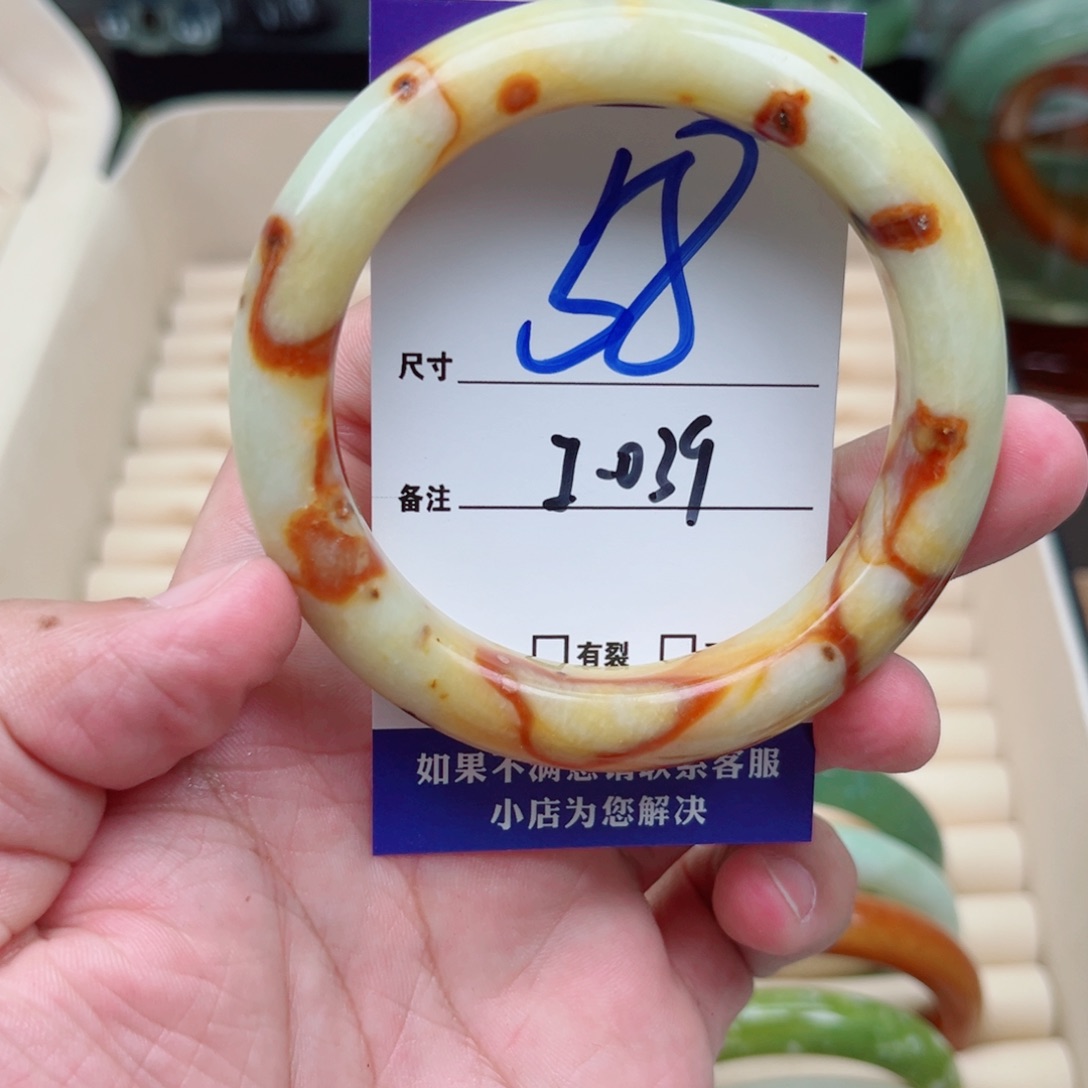 尺寸 58
备注 I-039
□有裂 □
如果不满意请联系客服
小店为您解决